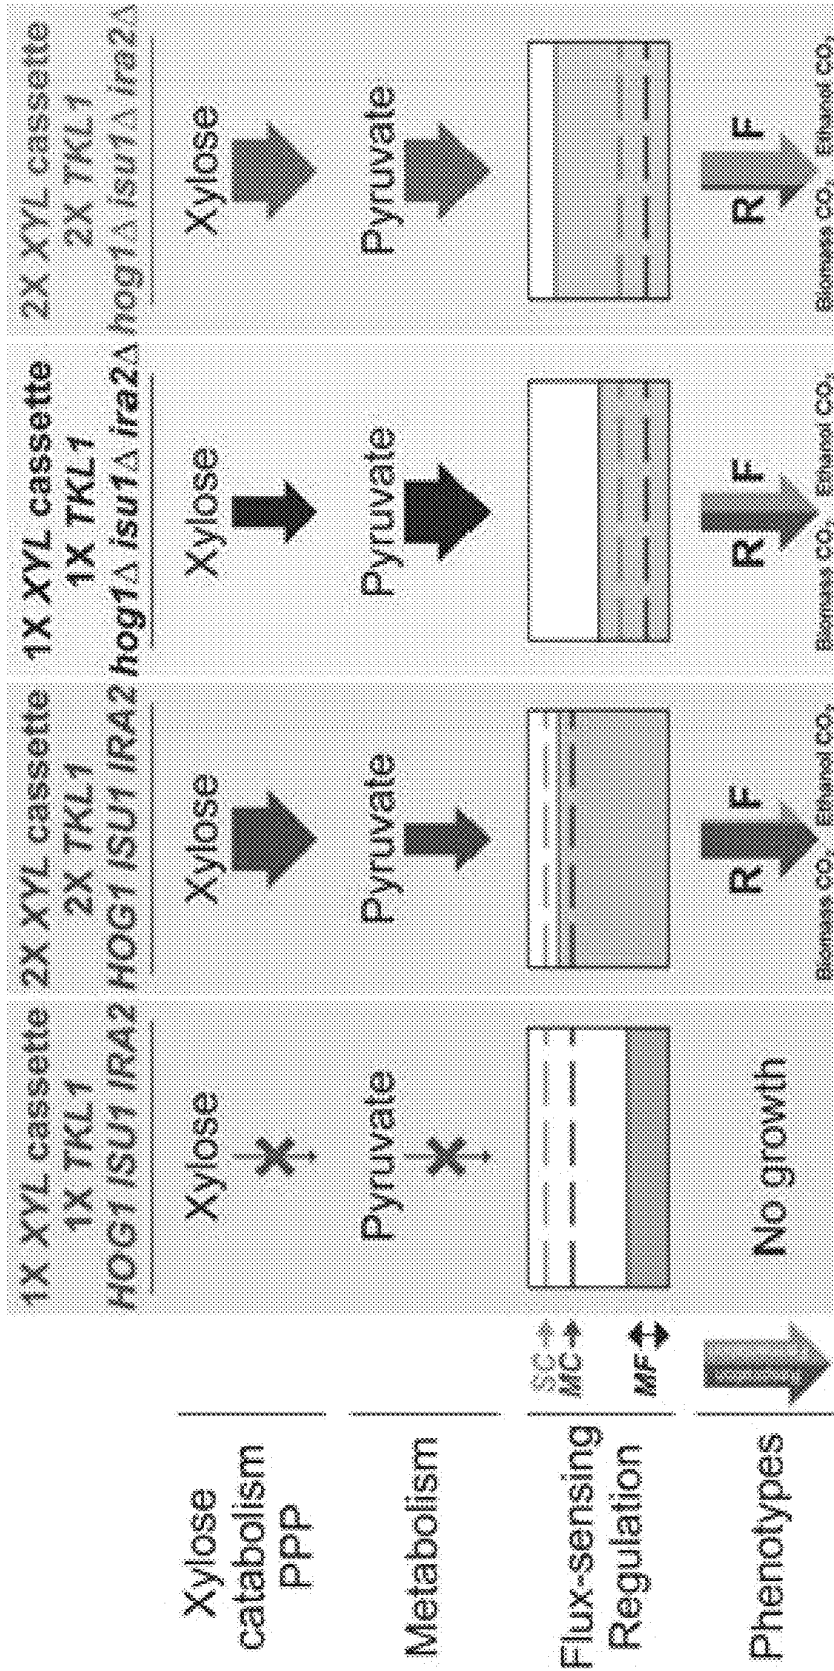 1X XYL cassette
1X TKL1
HOG1 ISU1 IRA2
2X XYL cassette
2X TKL1
HOG1 ISU1 IRA2
1X XYL cassette
1X TKL1
hog1Δ isu1Δ ira2Δ
2X XYL cassette
2X TKL1
hog1Δ isu1Δ ira2Δ
Xylose
catabolism
PPP
Xylose
Xylose
Xylose
Xylose
Metabolism
Pyruvate
Pyruvate
Pyruvate
Pyruvate
Flux-sensing
Regulation
SC
MC
MF
Phenotypes
No growth
R F
Biomass CO₂ Ethanol CO₂
R F
Biomass CO₂ Ethanol CO₂
R F
Biomass CO₂ Ethanol CO₂